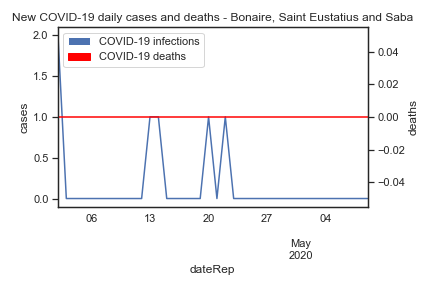 New COVID-19 daily cases and deaths - Bonaire, Saint Eustatius and Saba
COVID-19 infections
COVID-19 deaths
2.0
1.5
1.0
0.5
0.0
cases
0.04
0.02
0.00
−0.02
−0.04
deaths
06 13 20 27 04
May
2020
dateRep